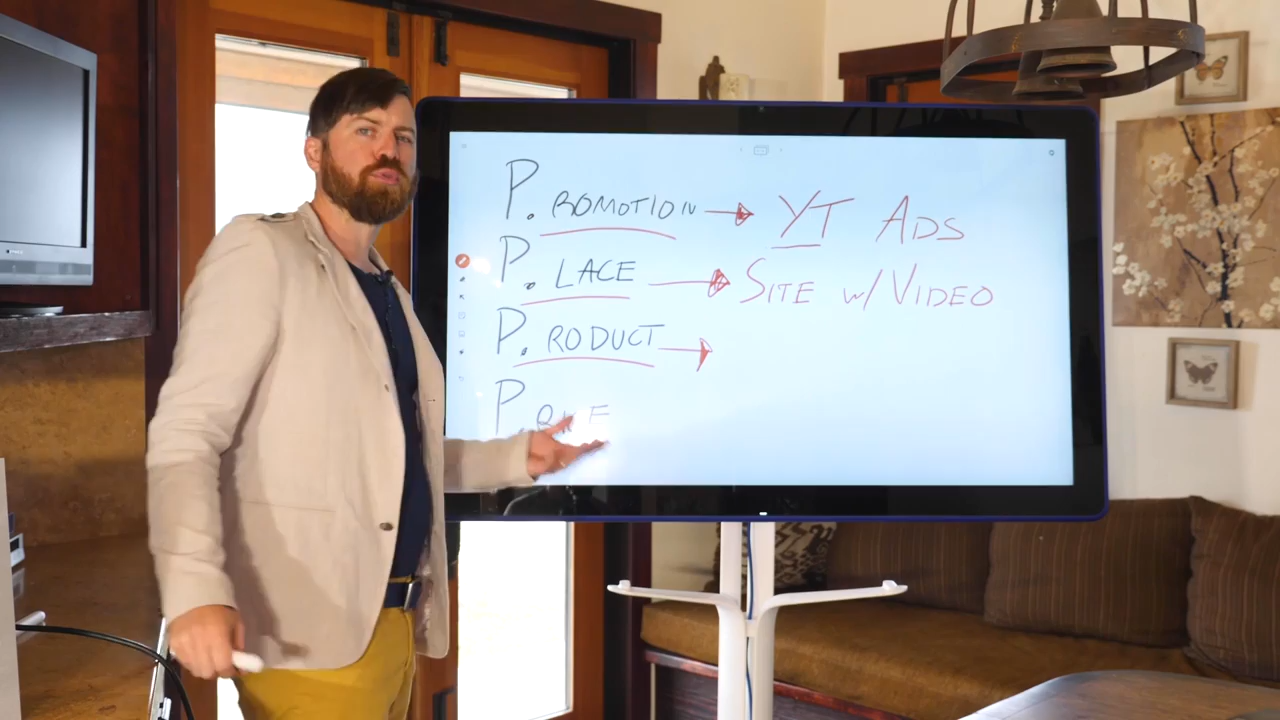 P.ROMOTION → YT ADS
P.LACE → SITE W/ VIDEO
P.RODUCT →
P